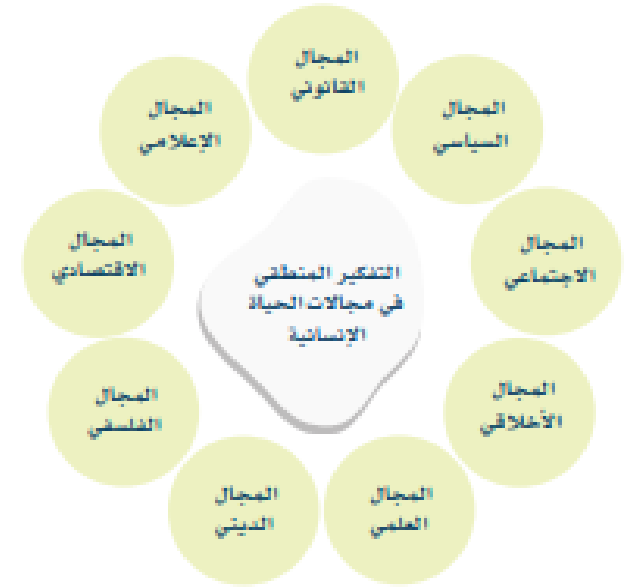 المجال
القانوني
المجال
السياسي
المجال
الاجتماعي
المجال
الأخلاقي
المجال
العلمي
المجال
الديني
المجال
الفلسفي
المجال
الاقتصادي
المجال
الإعلامي
التفكير المنطقي
في مجالات الحياة
الإنسانية